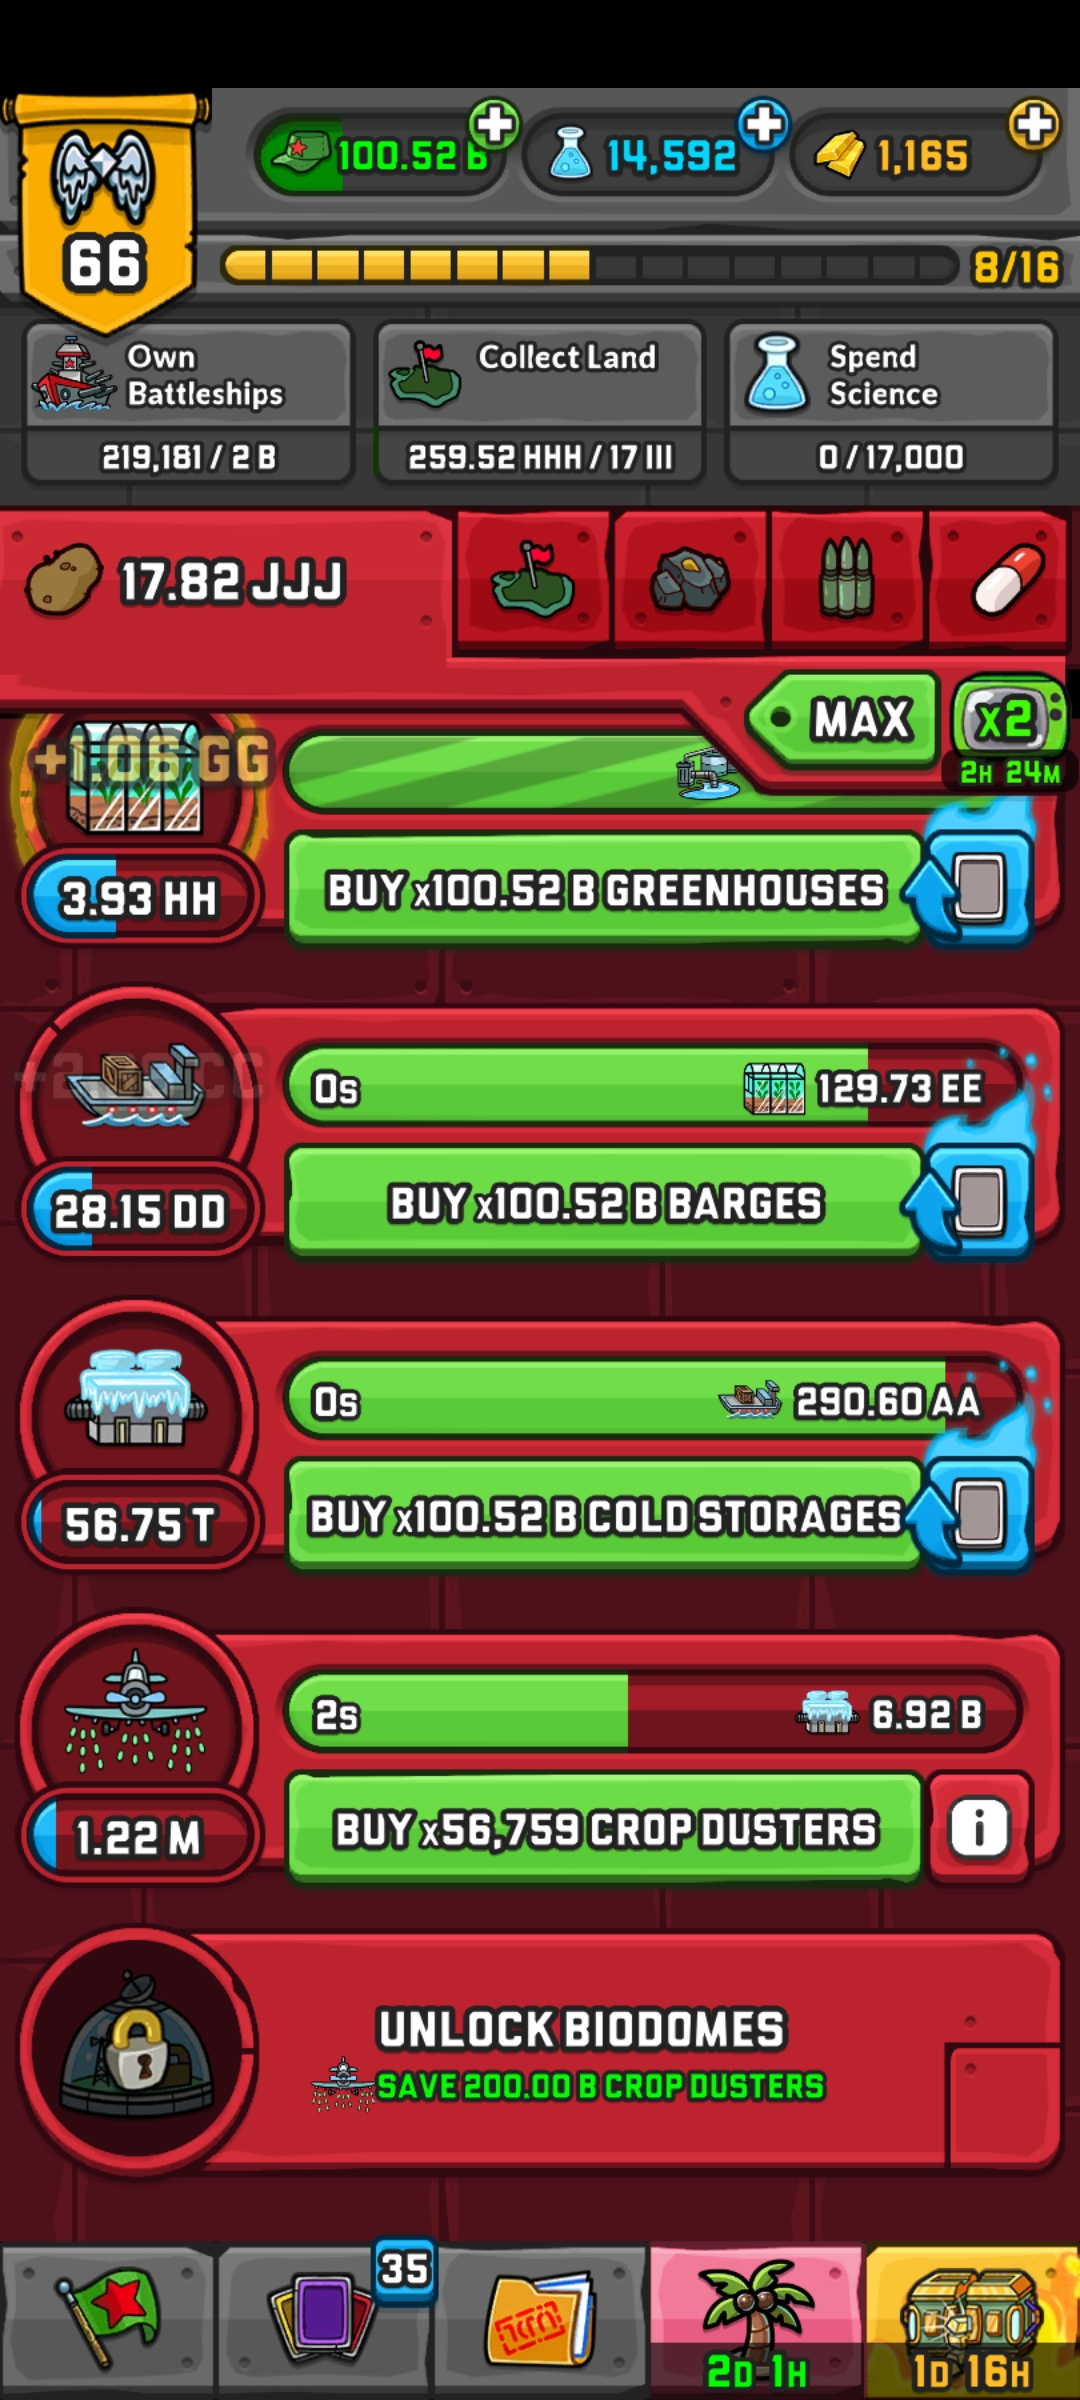 100.52 B
14,592
1,165
66
8/16
Own
Battleships
219,181 / 2 B
Collect Land
259.52 HHH / 17 III
Spend
Science
0 / 17,000
17.82 JJJ
MAX
x2
2H 24M
+1.06 GG
3.93 HH
BUY x100.52 B GREENHOUSES
0s
129.73 EE
28.15 DD
BUY x100.52 B BARGES
0s
290.60 AA
56.75 T
BUY x100.52 B COLD STORAGES
2s
6.92 B
1.22 M
BUY x56,759 CROP DUSTERS
i
UNLOCK BIODOMES
SAVE 200.00 B CROP DUSTERS
35
2D 1H
1D 16H